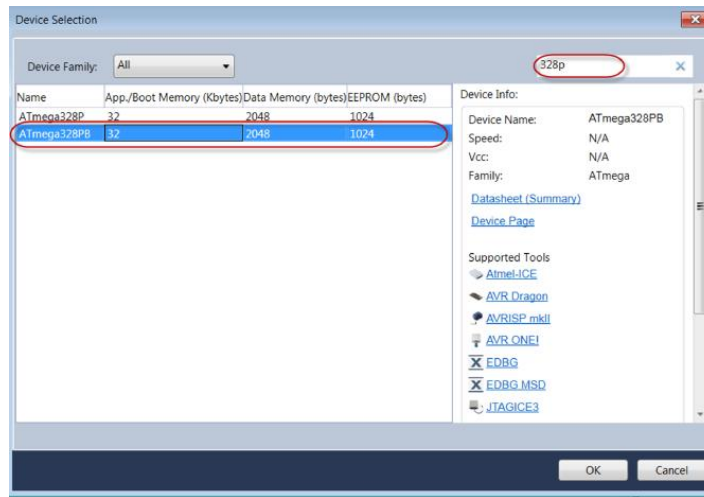 Device Selection
Device Family: All 328p
Name App./Boot Memory (Kbytes) Data Memory (bytes) EEPROM (bytes)
ATmega328P 32 2048 1024
ATmega328PB 32 2048 1024
Device Info:
Device Name: ATmega328PB
Speed: N/A
Vcc: N/A
Family: ATmega
Datasheet (Summary)
Device Page
Supported Tools
Atmel-ICE
AVR Dragon
AVRISP mkII
AVR ONE!
EDBG
EDBG MSD
JTAGICE3
OK Cancel